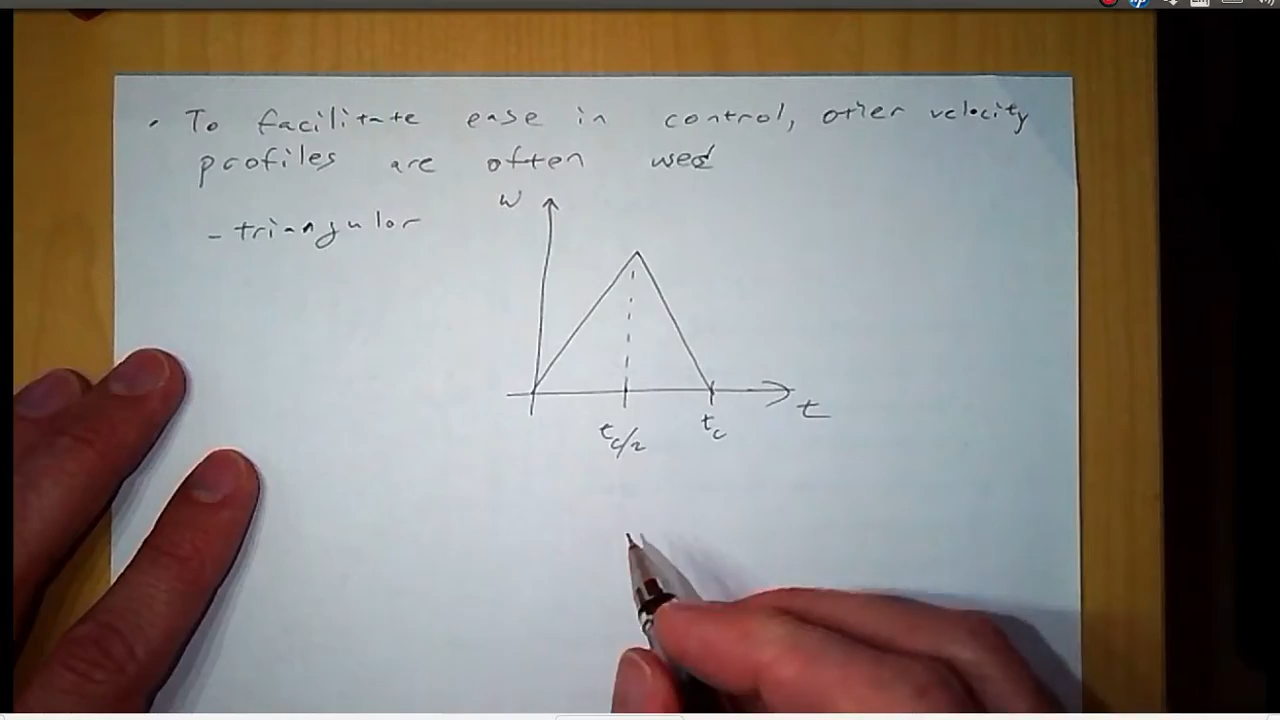 • To facilitate ease in control, other velocity
profiles are often used
- triangular
ω
t
tc/2
tc